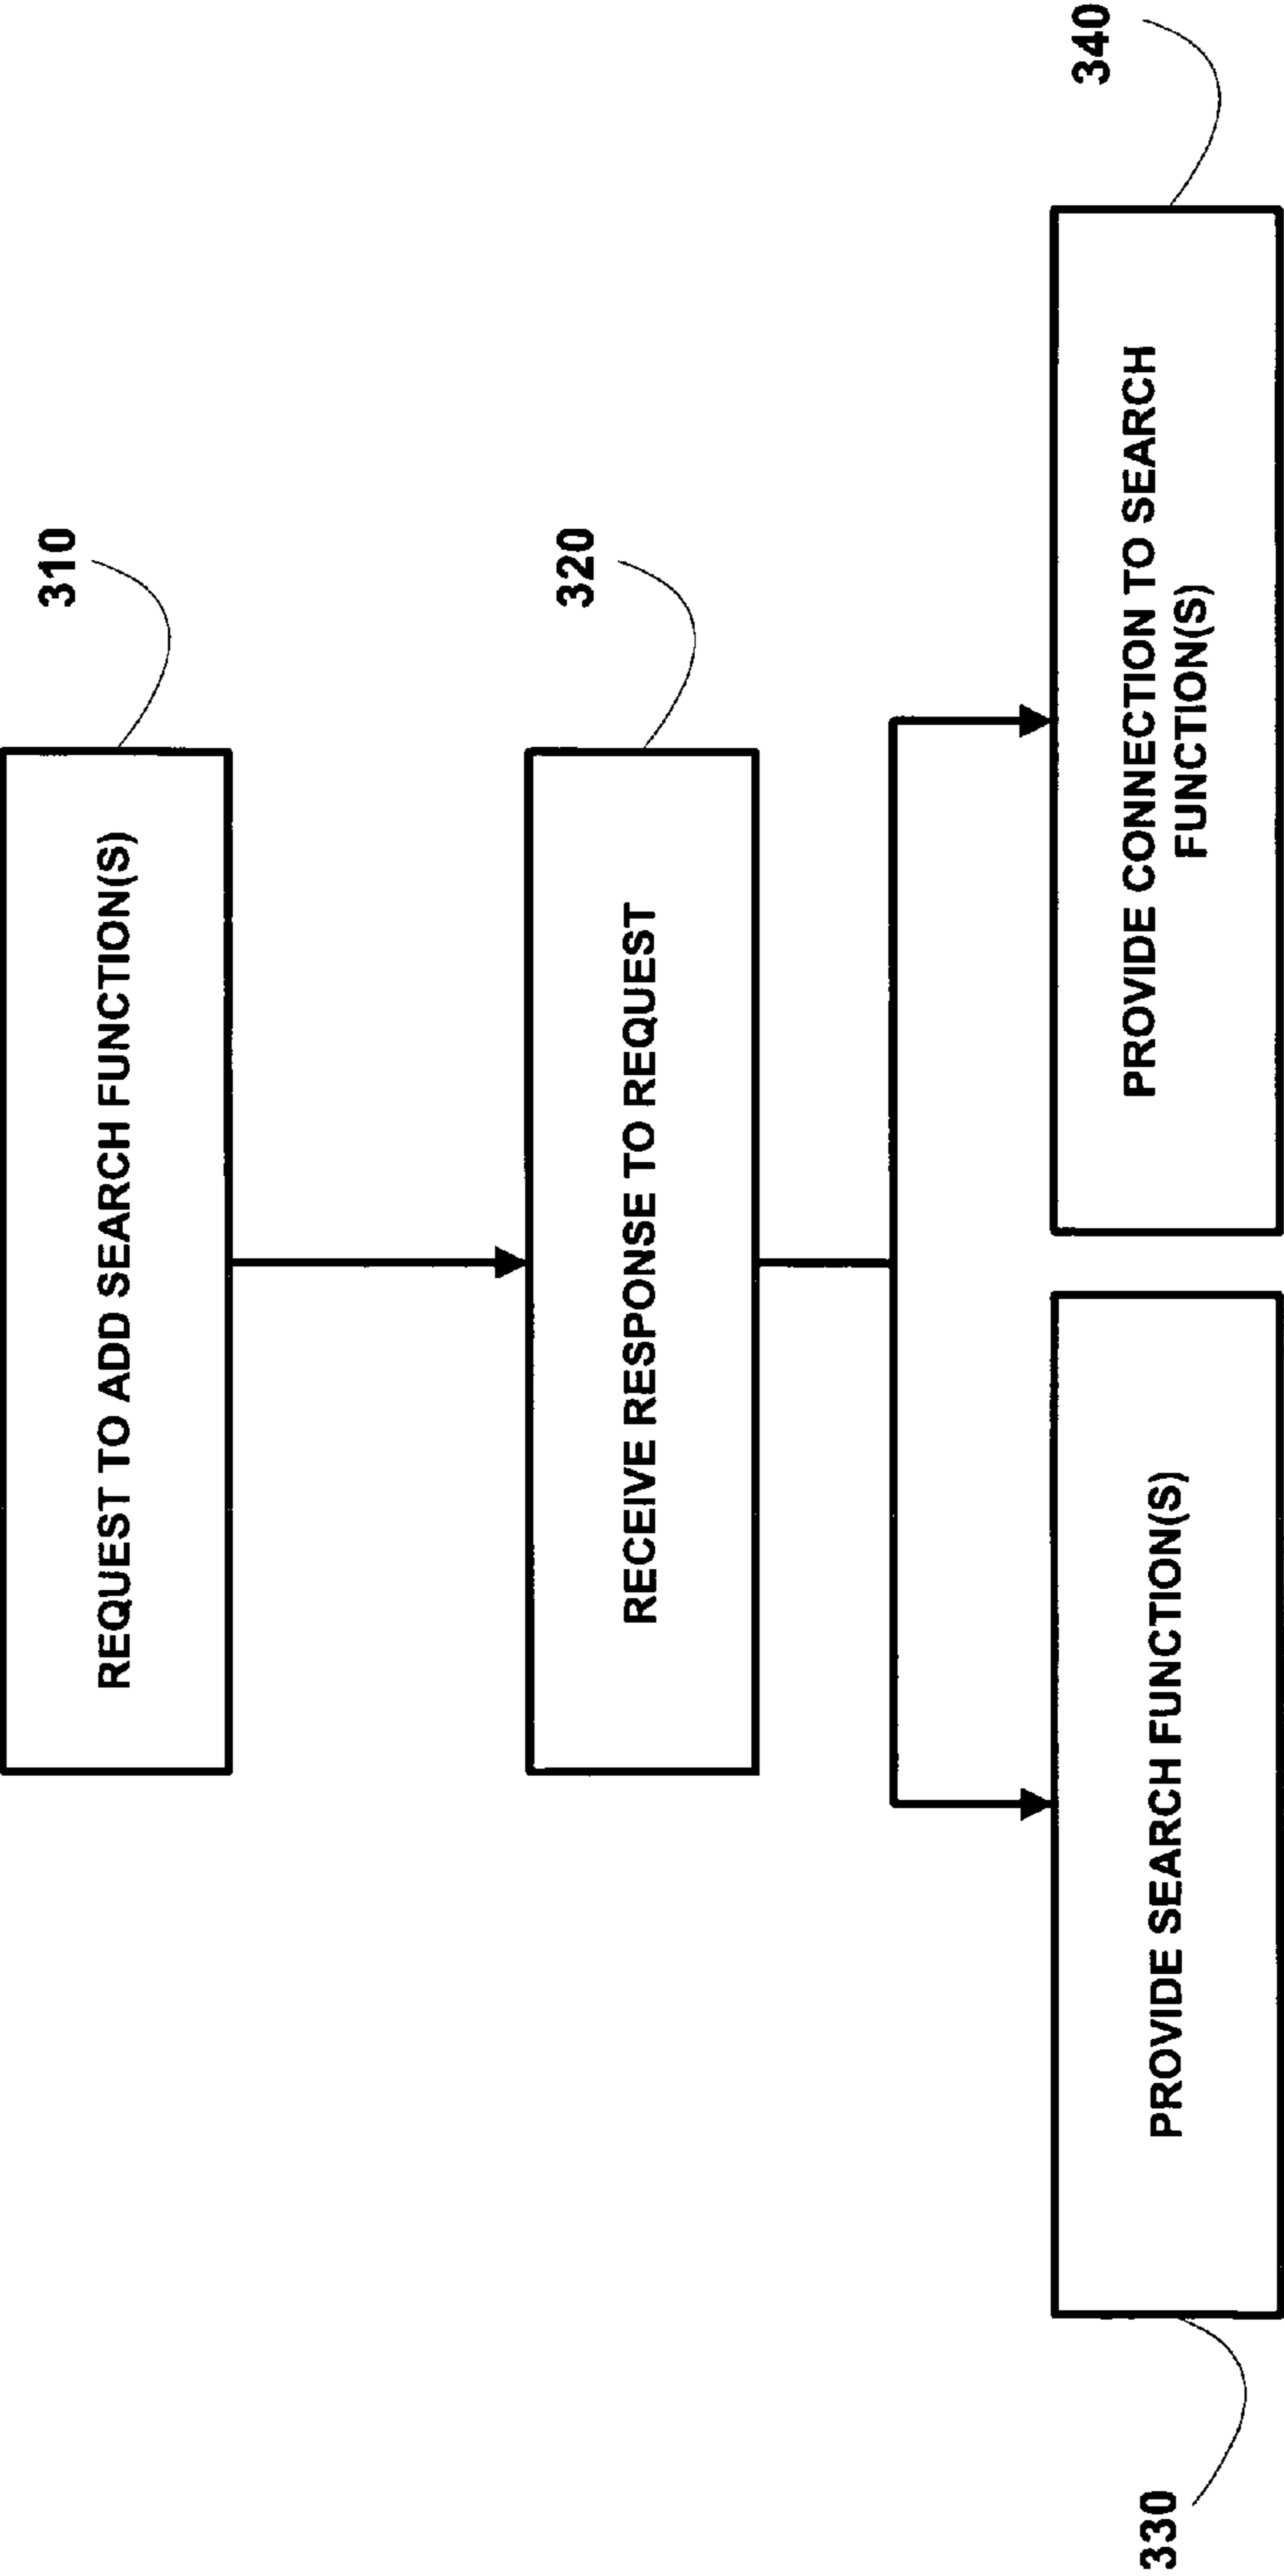 310
REQUEST TO ADD SEARCH FUNCTION(S)
320
RECEIVE RESPONSE TO REQUEST
330
PROVIDE SEARCH FUNCTION(S)
340
PROVIDE CONNECTION TO SEARCH
FUNCTION(S)